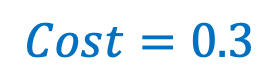 Cost = 0.3